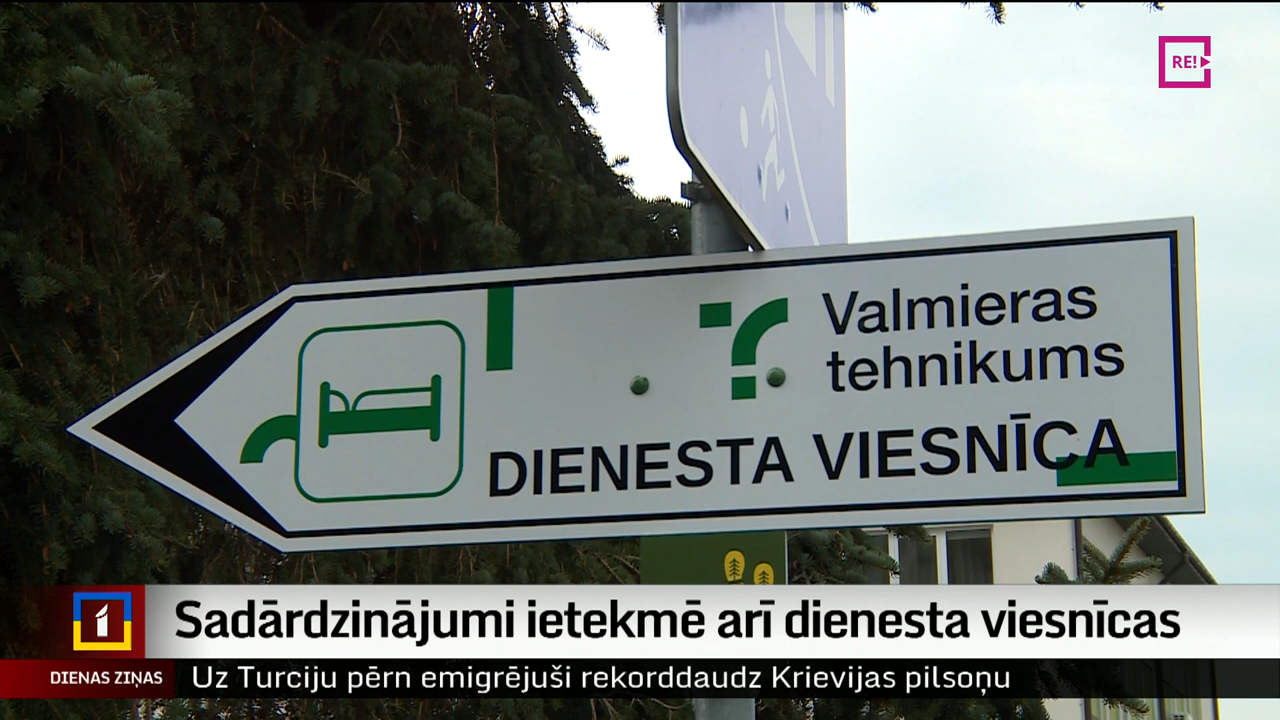 RE!
Valmieras
tehnikums
DIENESTA VIESNĪCA
1
Sadārdzinājumi ietekmē arī dienesta viesnīcas
DIENAS ZIŅAS
Uz Turciju pērn emigrējuši rekorddaudz Krievijas pilsoņu